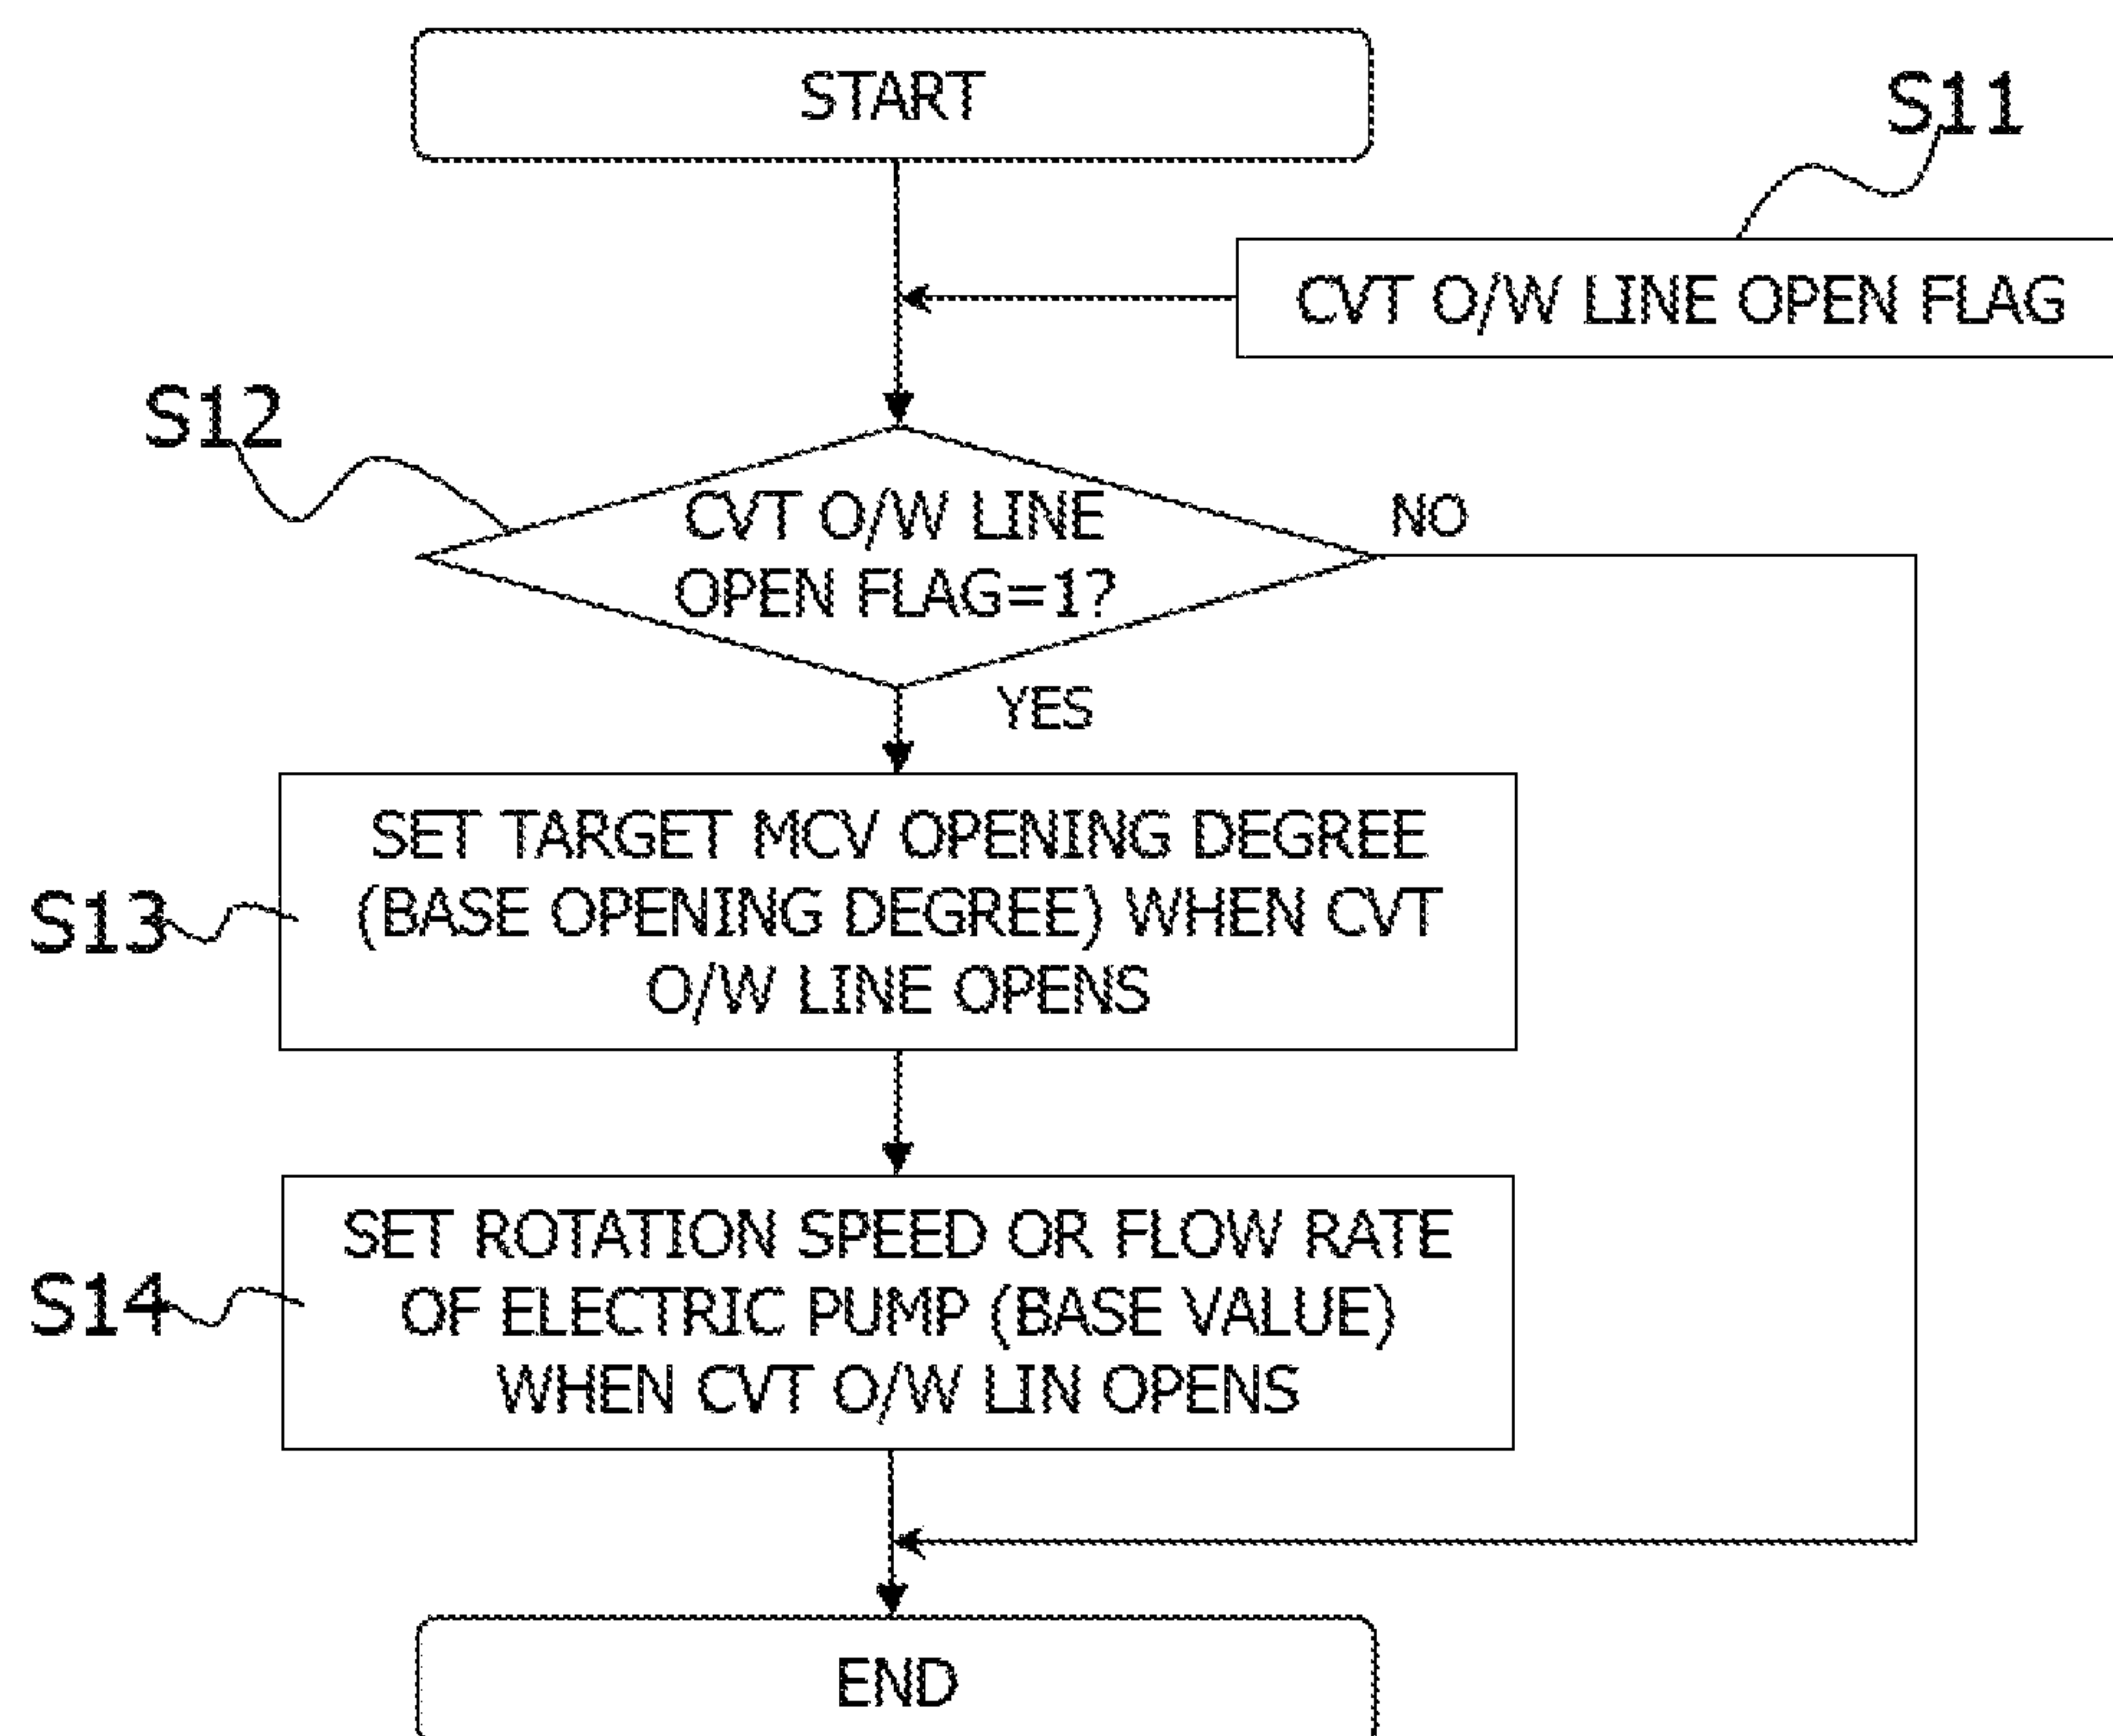 START
S11
CVT O/W LINE OPEN FLAG
S12
CVT O/W LINE
OPEN FLAG=1?
NO
YES
S13
SET TARGET MCV OPENING DEGREE
(BASE OPENING DEGREE) WHEN CVT
O/W LINE OPENS
S14
SET ROTATION SPEED OR FLOW RATE
OF ELECTRIC PUMP (BASE VALUE)
WHEN CVT O/W LIN OPENS
END